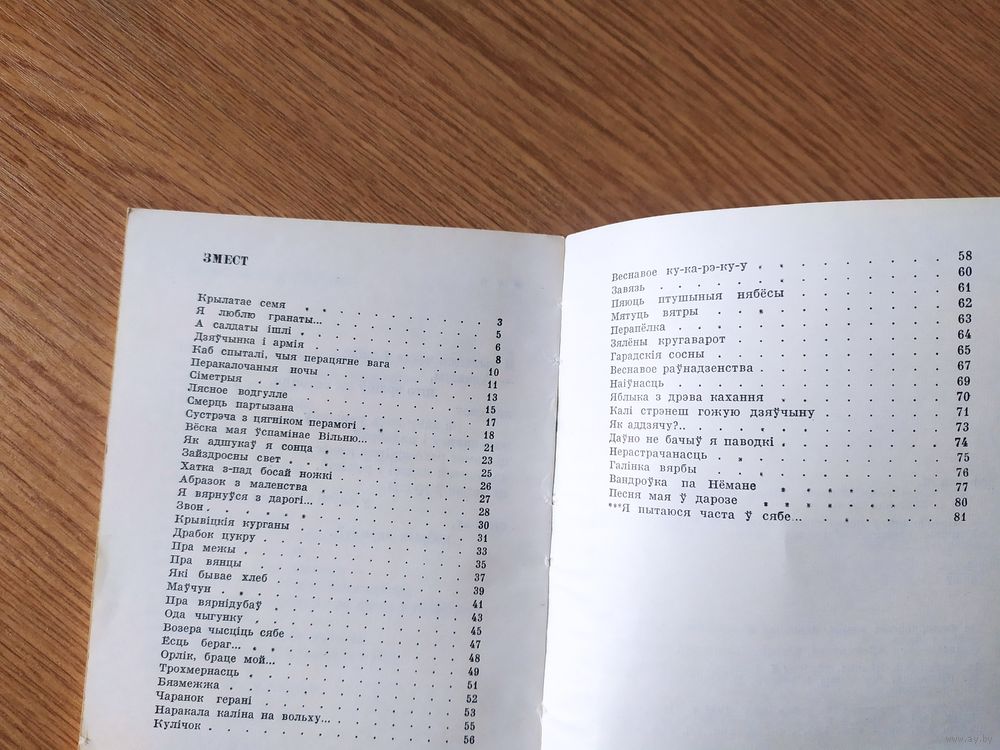 ЗМЕСТ
Крылатае семя . . . 3
Я люблю гранаты... . . . 5
А салдаты ішлі . . . 6
Дзяўчынка і армія . . . 8
Каб спыталі, чыя перацягне вага . . . 10
Перакалочаныя ночы . . . 11
Сіметрыя . . . 13
Лясное водгулле . . . 15
Смерць партызана . . . 17
Сустрэча з цягніком перамогі . . . 18
Вёска мая ўспамінае Вільню... . . . 21
Як адшукаў я сонца . . . 23
Зайздросны свет . . . 25
Хатка з-пад босай ножкі . . . 26
Абразок з маленства . . . 27
Я вярнуўся з дарогі... . . . 28
Звон . . . 30
Крывіцкія курганы . . . 31
Драбок цукру . . . 33
Пра межы . . . 35
Пра вянцы . . . 37
Які бывае хлеб . . . 39
Маўчун . . . 41
Пра вярнідубаў . . . 43
Ода чыгунку . . . 45
Возера чысціць сябе . . . 47
Ёсць бераг... . . . 48
Орлік, браце мой... . . . 49
Трохмернасць . . . 51
Бязмежжа . . . 52
Чаранок герані . . . 53
Наракала каліна на вольху... . . . 55
Кулічок . . . 56
Веснавое ку-ка-рэ-ку-у . . . 58
Завязь . . . 60
Пяюць птушыныя нябёсы . . . 61
Мятуць вятры . . . 62
Перапёлка . . . 63
Зялёны кругаварот . . . 64
Гарадскія сосны . . . 65
Веснавое раўнадзенства . . . 67
Наіўнасць . . . 69
Яблыка з дрэва кахання . . . 70
Калі стрэнеш гожую дзяўчыну . . . 71
Як аддзячу?.. . . . 73
Даўно не бачыў я паводкі . . . 74
Нерастрачанасць . . . 75
Галінка вярбы . . . 76
Вандроўка па Нёмане . . . 77
Песня мая ў дарозе . . . 80
***Я пытаюся часта ў сябе... . . . 81
www.ay.by